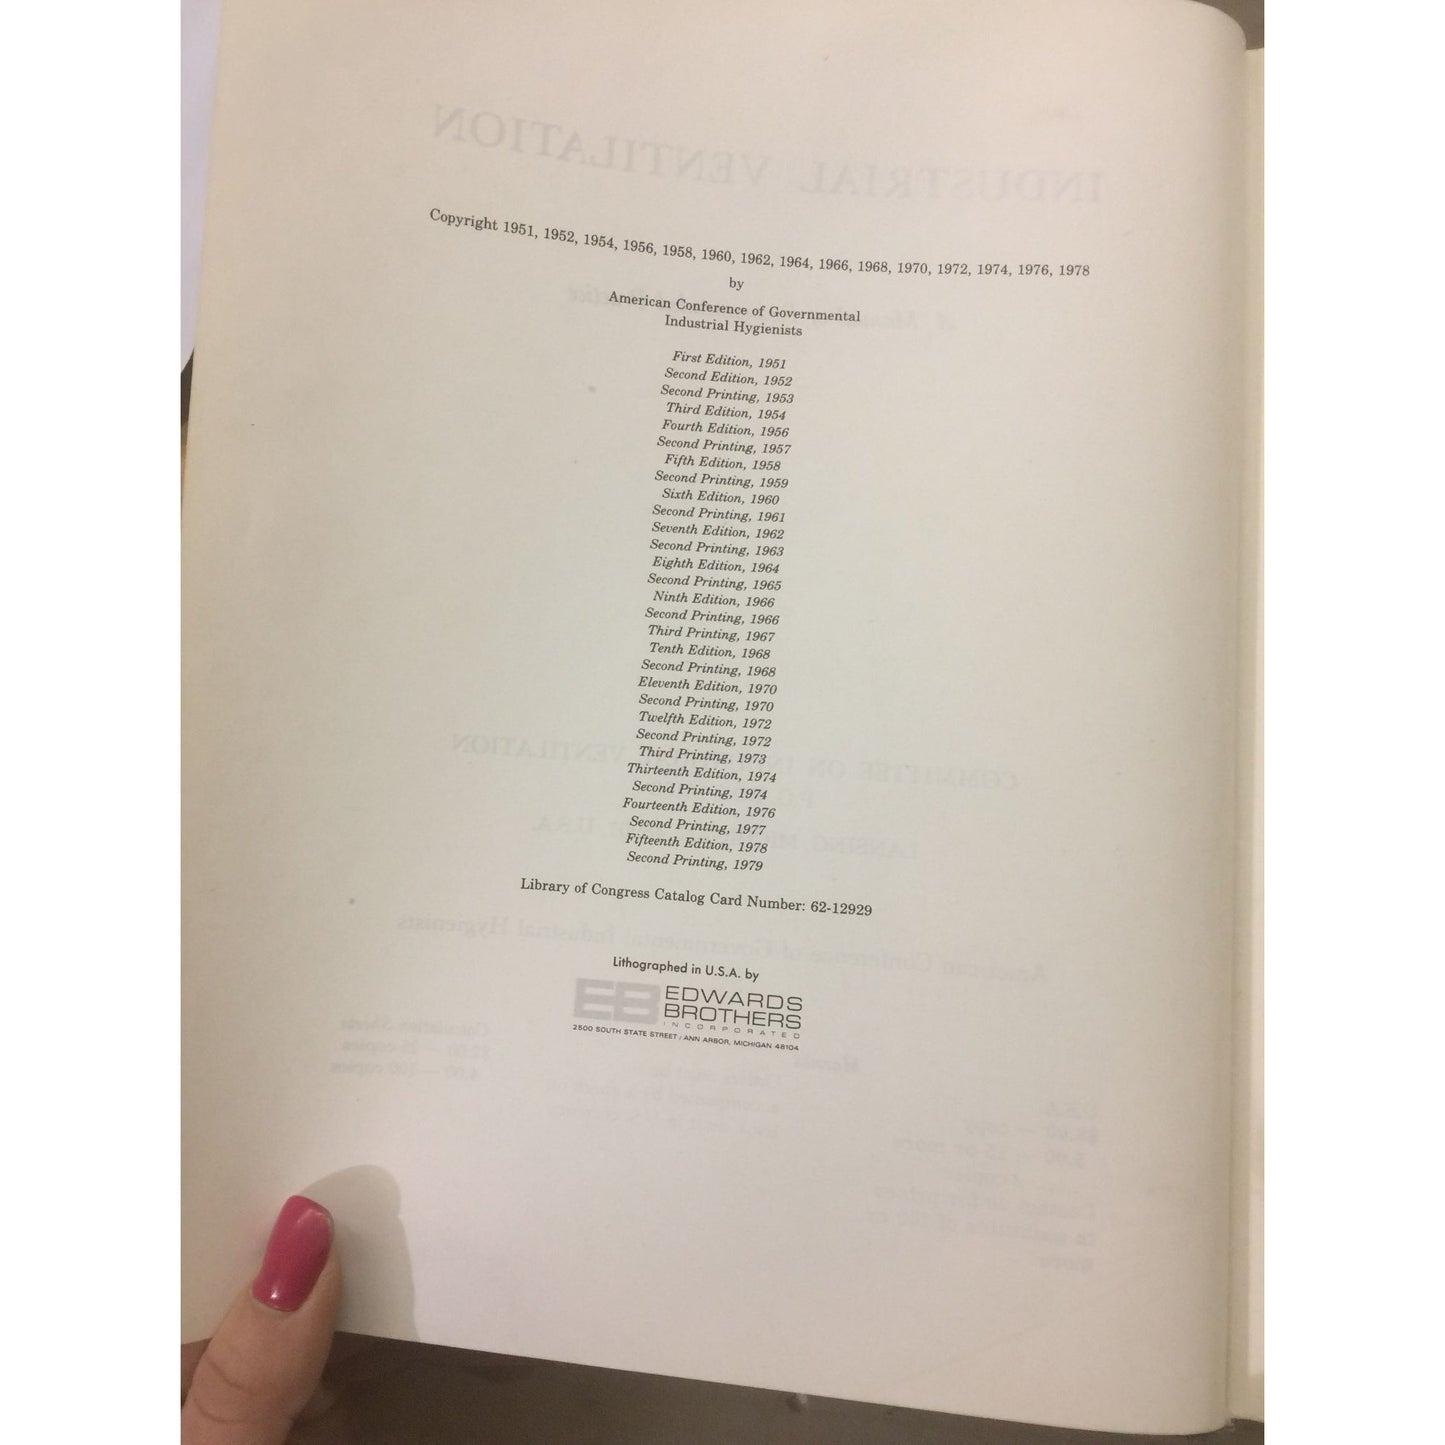 Copyright 1951, 1952, 1954, 1956, 1958, 1960, 1962, 1964, 1966, 1968, 1970, 1972, 1974, 1976, 1978
by
American Conference of Governmental
Industrial Hygienists
First Edition, 1951
Second Edition, 1952
Second Printing, 1953
Third Edition, 1954
Fourth Edition, 1956
Second Printing, 1957
Fifth Edition, 1958
Second Printing, 1959
Sixth Edition, 1960
Second Printing, 1961
Seventh Edition, 1962
Second Printing, 1963
Eighth Edition, 1964
Second Printing, 1965
Ninth Edition, 1966
Second Printing, 1966
Third Printing, 1967
Tenth Edition, 1968
Second Printing, 1968
Eleventh Edition, 1970
Second Printing, 1970
Twelfth Edition, 1972
Second Printing, 1972
Third Printing, 1973
Thirteenth Edition, 1974
Second Printing, 1974
Fourteenth Edition, 1976
Second Printing, 1977
Fifteenth Edition, 1978
Second Printing, 1979
Library of Congress Catalog Card Number: 62-12929
Lithographed in U.S.A. by
EB EDWARDS
BROTHERS
INCORPORATED
2500 SOUTH STATE STREET / ANN ARBOR, MICHIGAN 48104